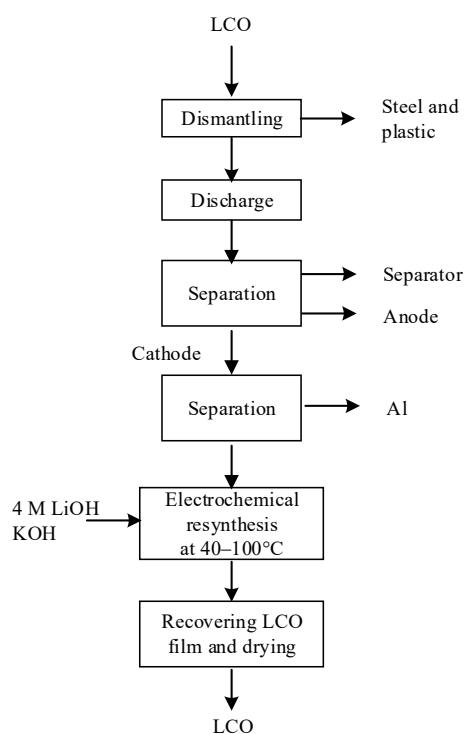 LCO
Dismantling
Steel and
plastic
Discharge
Separation
Separator
Anode
Cathode
Separation
Al
4 M LiOH
KOH
Electrochemical
resynthesis
at 40–100°C
Recovering LCO
film and drying
LCO